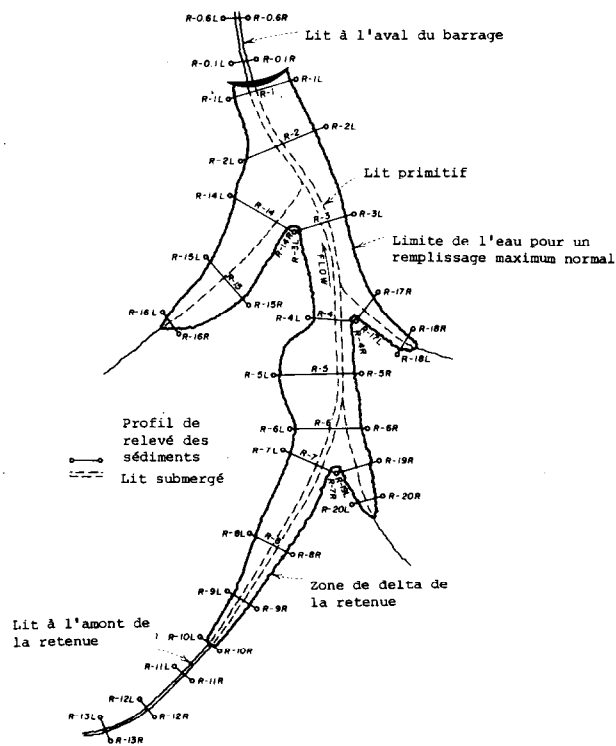 R-0.6L R-0.6R
Lit à l'aval du barrage
R-0.1L R-0.1R
R-1L R-1 R-1L
R-2L
R-2
R-2L
Lit primitif
R-14L R-14
R-3 R-3L
R-14R
R-3L
Limite de l'eau pour un
remplissage maximum normal
FLOW
R-15L
R-15
R-15R
R-17R
R-16L
R-16R
R-4L R-4
R-4R
R-17L
R-18R
R-18L
R-5L R-5 R-5R
Profil de
relevé des
sédiments
Lit submergé
R-6L R-6 R-6R
R-7L R-7
R-7R
R-19L
R-19R
R-20L
R-20R
R-8L R-8 R-8R
Zone de delta de
la retenue
R-9L R-9R
Lit à l'amont de
la retenue
R-10L
R-10R
R-11L
R-11R
R-12L
R-12R
R-13L
R-13R